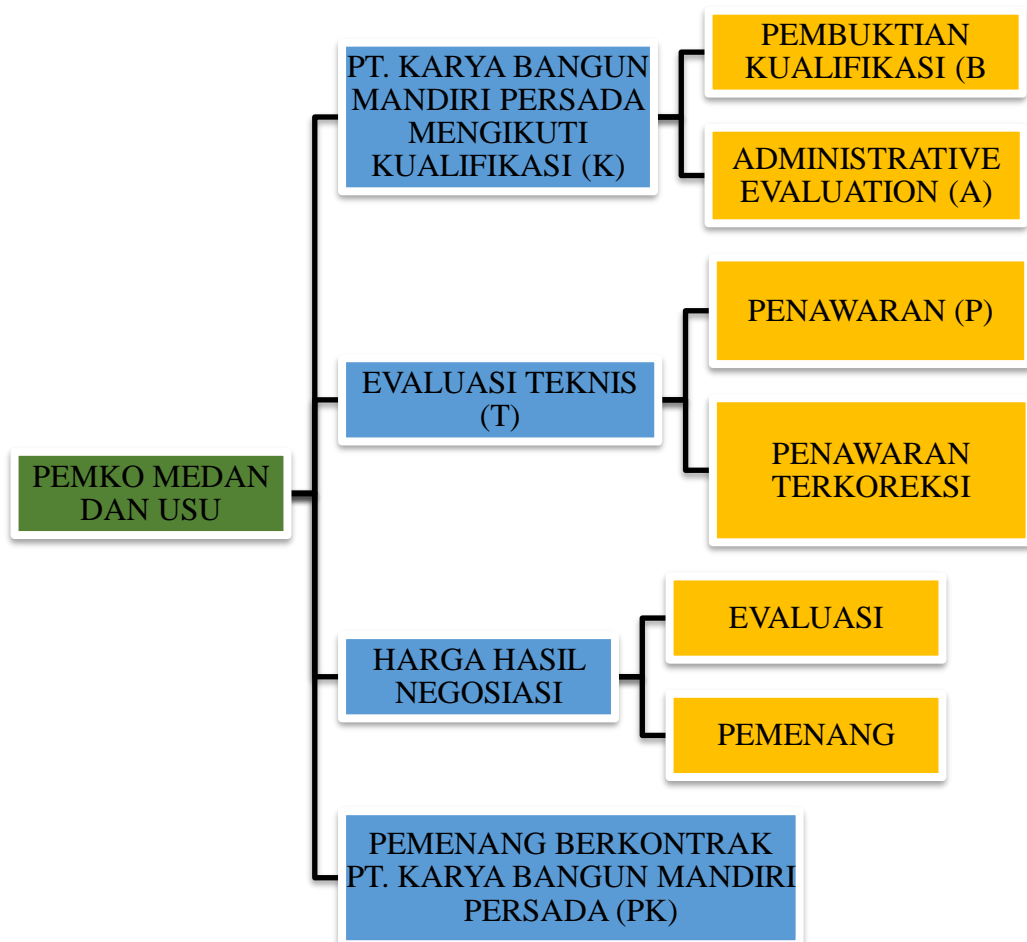 PEMKO MEDAN
DAN USU
PT. KARYA BANGUN
MANDIRI PERSADA
MENGIKUTI
KUALIFIKASI (K)
PEMBUKTIAN
KUALIFIKASI (B
ADMINISTRATIVE
EVALUATION (A)
EVALUASI TEKNIS
(T)
PENAWARAN (P)
PENAWARAN
TERKOREKSI
HARGA HASIL
NEGOSIASI
EVALUASI
PEMENANG
PEMENANG BERKONTRAK
PT. KARYA BANGUN MANDIRI
PERSADA (PK)